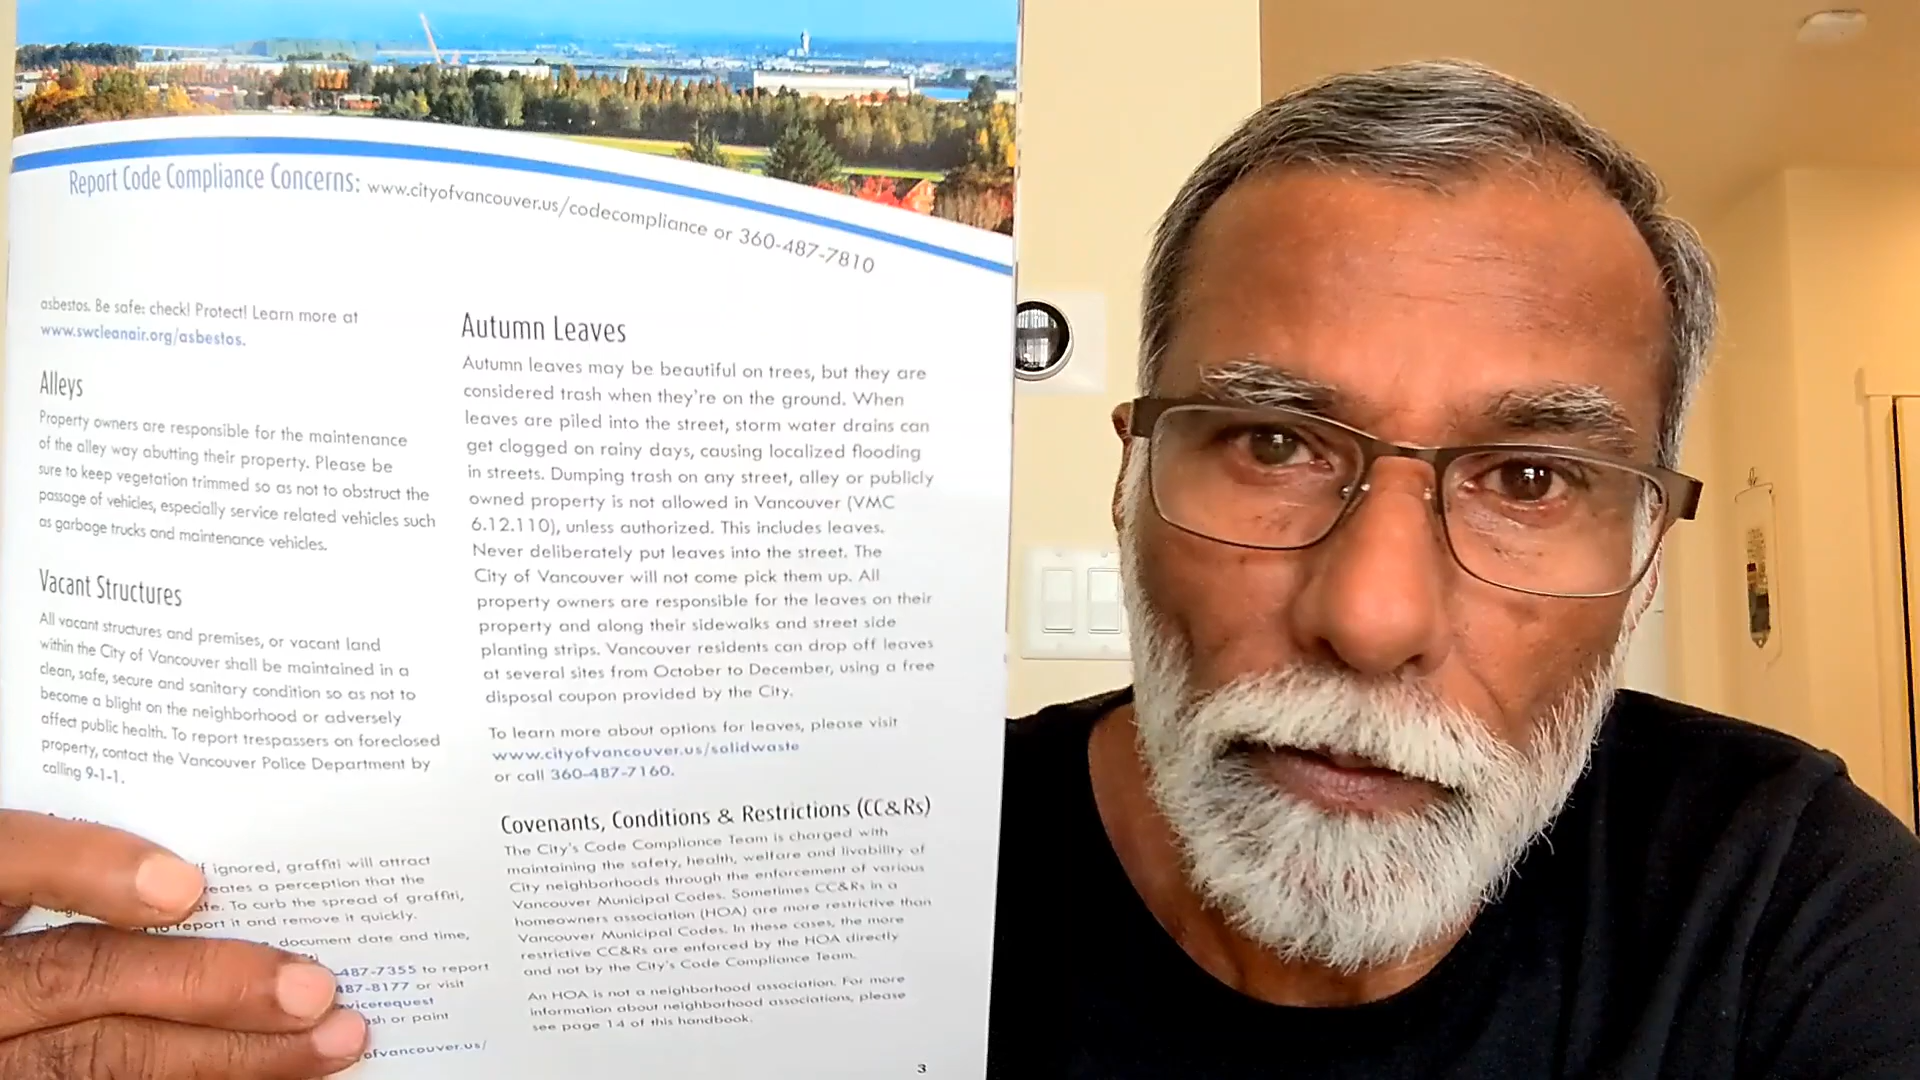 Report Code Compliance Concerns: www.cityofvancouver.us/codecompliance or 360-487-7810
asbestos. Be safe: check! Protect! Learn more at
www.swcleanair.org/asbestos.
Alleys
Property owners are responsible for the maintenance
of the alley way abutting their property. Please be
sure to keep vegetation trimmed so as not to obstruct the
passage of vehicles, especially service related vehicles such
as garbage trucks and maintenance vehicles.
Vacant Structures
All vacant structures and premises, or vacant land
within the City of Vancouver shall be maintained in a
clean, safe, secure and sanitary condition so as not to
become a blight on the neighborhood or adversely
affect public health. To report trespassers on foreclosed
property, contact the Vancouver Police Department by
calling 9-1-1.
If ignored, graffiti will attract
a perception that the
To curb the spread of graffiti,
report it and remove it quickly.
document date and time,
487-7355 to report
487-8177 or visit
or paint
Autumn Leaves
Autumn leaves may be beautiful on trees, but they are
considered trash when they're on the ground. When
leaves are piled into the street, storm water drains can
get clogged on rainy days, causing localized flooding
in streets. Dumping trash on any street, alley or publicly
owned property is not allowed in Vancouver (VMC
6.12.110), unless authorized. This includes leaves.
Never deliberately put leaves into the street. The
City of Vancouver will not come pick them up. All
property owners are responsible for the leaves on their
property and along their sidewalks and street side
planting strips. Vancouver residents can drop off leaves
at several sites from October to December, using a free
disposal coupon provided by the City.
To learn more about options for leaves, please visit
www.cityofvancouver.us/solidwaste
or call 360-487-7160.
Covenants, Conditions & Restrictions (CC&Rs)
The City's Code Compliance Team is charged with
maintaining the safety, health, welfare and livability of
City neighborhoods through the enforcement of various
Vancouver Municipal Codes. Sometimes CC&Rs in a
homeowners association (HOA) are more restrictive than
Vancouver Municipal Codes. In these cases, the more
restrictive CC&Rs are enforced by the HOA directly
and not by the City's Code Compliance Team.
An HOA is not a neighborhood association. For more
information about neighborhood associations, please
see page 14 of this handbook.
3